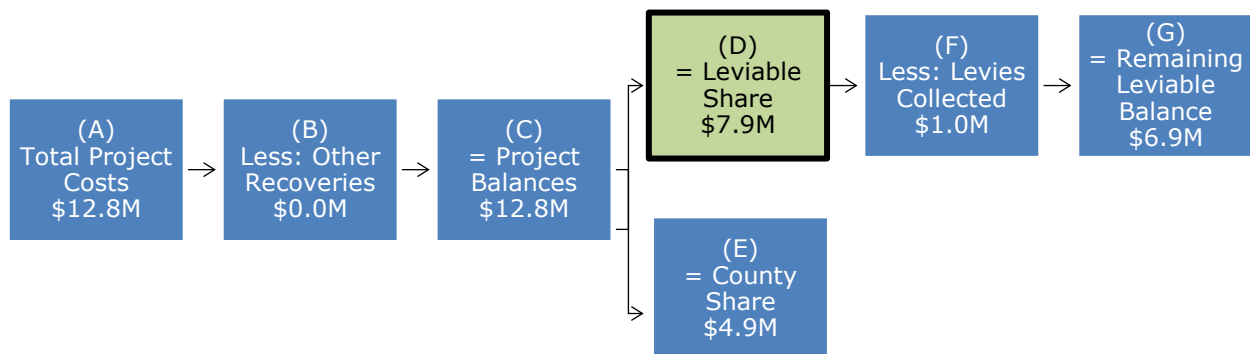 (A)
Total Project
Costs
$12.8M
(B)
Less: Other
Recoveries
$0.0M
(C)
= Project
Balances
$12.8M
(D)
= Leviable
Share
$7.9M
(E)
= County
Share
$4.9M
(F)
Less: Levies
Collected
$1.0M
(G)
= Remaining
Leviable
Balance
$6.9M